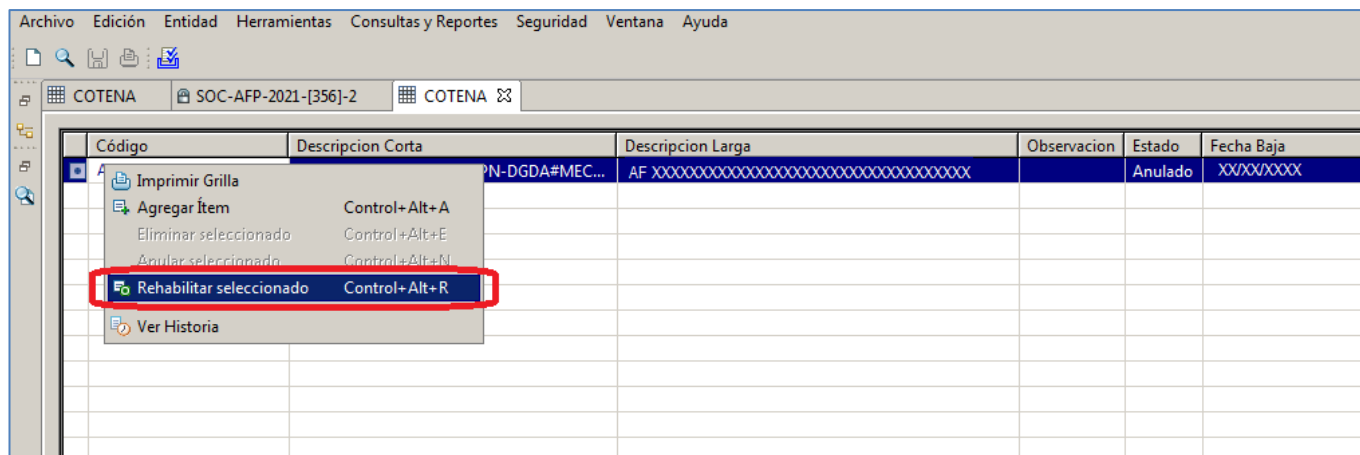 Archivo Edición Entidad Herramientas Consultas y Reportes Seguridad Ventana Ayuda
COTENA SOC-AFP-2021-[356]-2 COTENA
Código Descripcion Corta Descripcion Larga Observacion Estado Fecha Baja
PN-DGDA#MEC... AF XXXXXXXXXXXXXXXXXXXXXXXXXXXXXXXXXX Anulado XX/XX/XXXX
Imprimir Grilla
Agregar Ítem Control+Alt+A
Eliminar seleccionado Control+Alt+E
Anular seleccionado Control+Alt+N
Rehabilitar seleccionado Control+Alt+R
Ver Historia